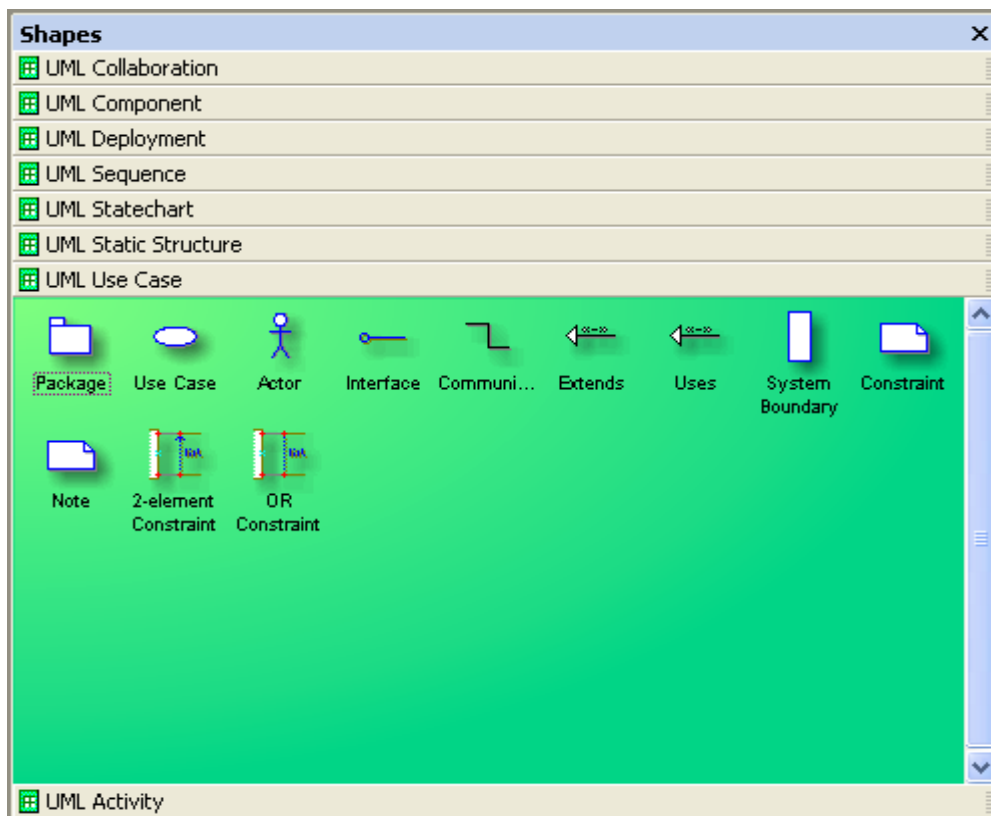 Shapes
UML Collaboration
UML Component
UML Deployment
UML Sequence
UML Statechart
UML Static Structure
UML Use Case
Package Use Case Actor Interface Communi... Extends Uses System Boundary Constraint
Note 2-element Constraint OR Constraint
UML Activity